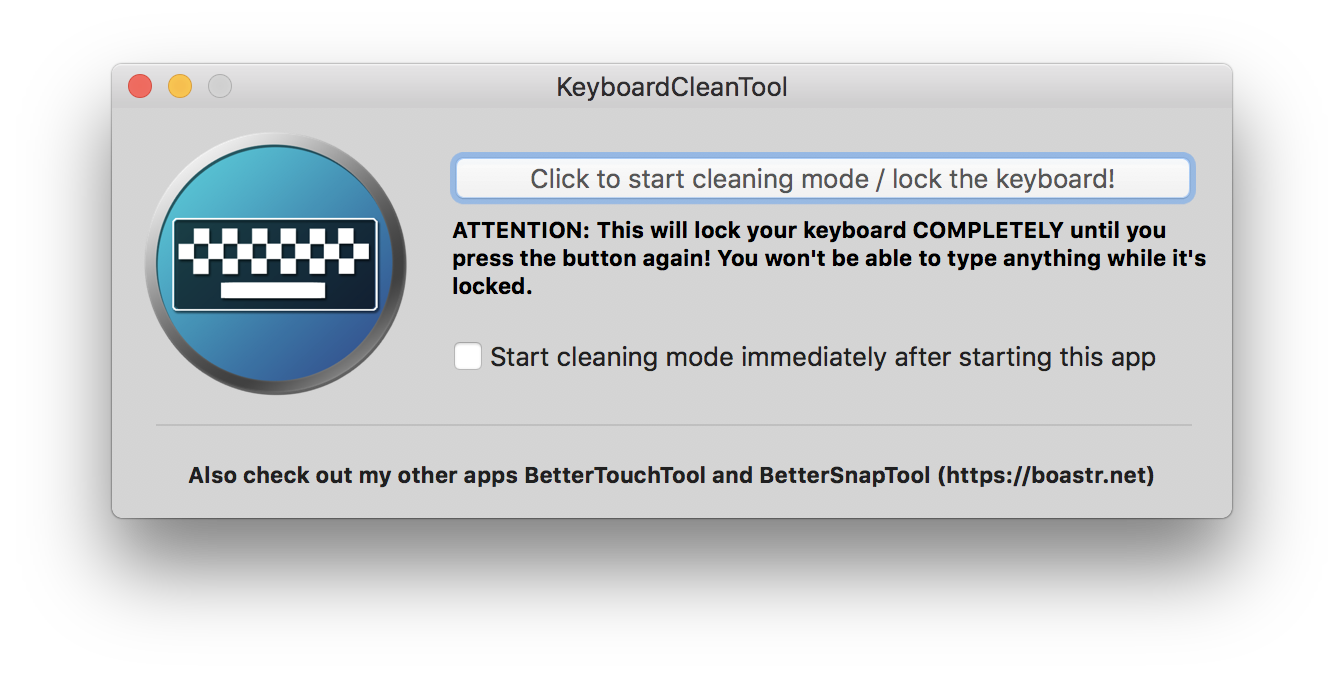 KeyboardCleanTool
Click to start cleaning mode / lock the keyboard!
ATTENTION: This will lock your keyboard COMPLETELY until you
press the button again! You won't be able to type anything while it's
locked.
Start cleaning mode immediately after starting this app
Also check out my other apps BetterTouchTool and BetterSnapTool (https://boastr.net)